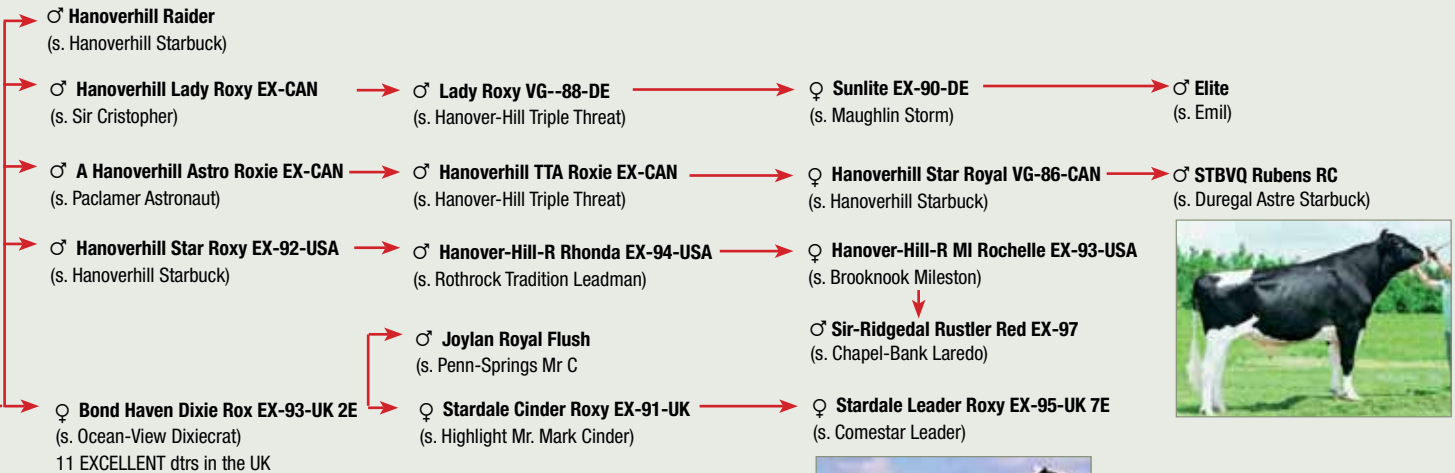 ♂ Hanoverhill Raider
(s. Hanoverhill Starbuck)
♂ Hanoverhill Lady Roxy EX-CAN
(s. Sir Cristopher)
♂ Lady Roxy VG--88-DE
(s. Hanover-Hill Triple Threat)
♀ Sunlite EX-90-DE
(s. Maughlin Storm)
♂ Elite
(s. Emil)
♂ A Hanoverhill Astro Roxie EX-CAN
(s. Paclamer Astronaut)
♂ Hanoverhill TTA Roxie EX-CAN
(s. Hanover-Hill Triple Threat)
♀ Hanoverhill Star Royal VG-86-CAN
(s. Hanoverhill Starbuck)
♂ STBVQ Rubens RC
(s. Duregal Astre Starbuck)
♂ Hanoverhill Star Roxy EX-92-USA
(s. Hanoverhill Starbuck)
♂ Hanover-Hill-R Rhonda EX-94-USA
(s. Rothrock Tradition Leadman)
♀ Hanover-Hill-R MI Rochelle EX-93-USA
(s. Brooknook Mileston)
♂ Sir-Ridgedal Rustler Red EX-97
(s. Chapel-Bank Laredo)
♂ Joylan Royal Flush
(s. Penn-Springs Mr C
♀ Bond Haven Dixie Rox EX-93-UK 2E
(s. Ocean-View Dixiecrat)
11 EXCELLENT dtrs in the UK
♀ Stardale Cinder Roxy EX-91-UK
(s. Highlight Mr. Mark Cinder)
♀ Stardale Leader Roxy EX-95-UK 7E
(s. Comestar Leader)